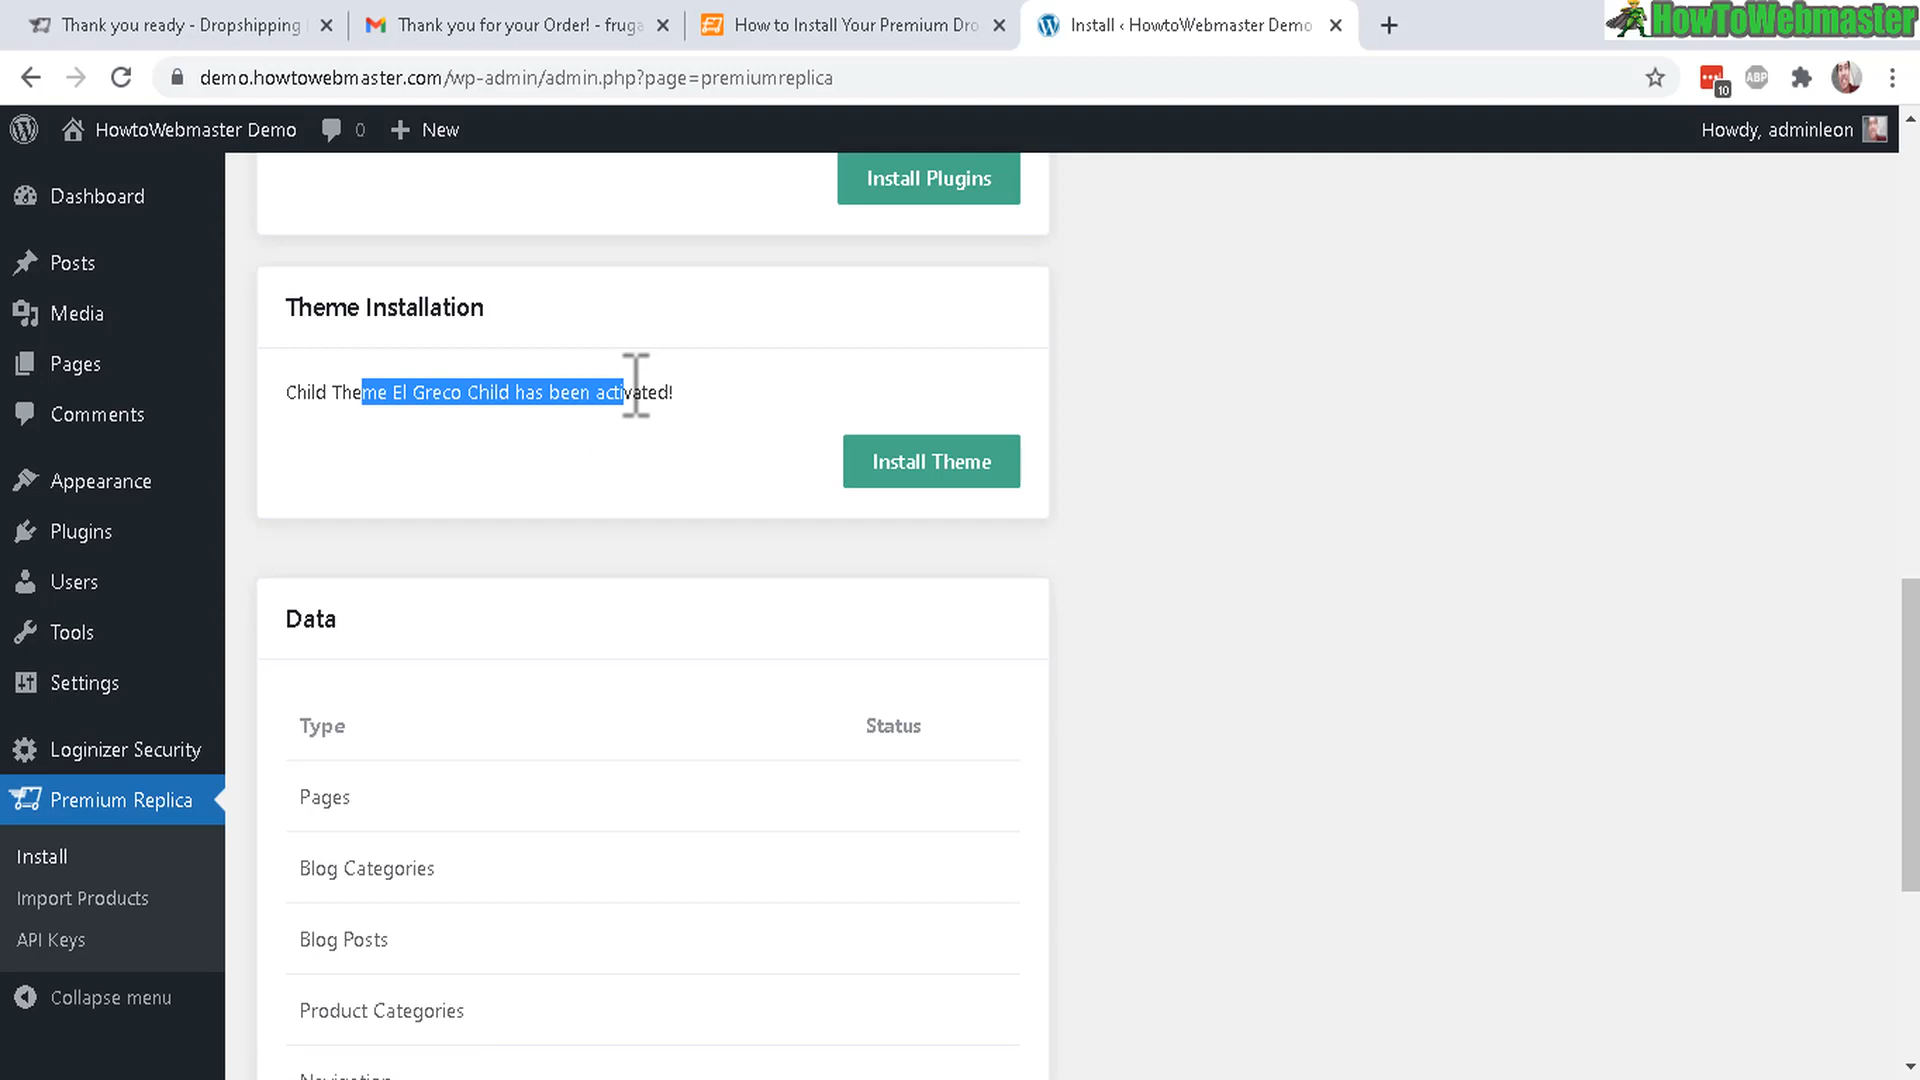 Thank you ready - Dropshipping
Thank you for your Order! - fruga
How to Install Your Premium Dro
Install ‹ HowtoWebmaster Demo
HowToWebmaster
demo.howtowebmaster.com/wp-admin/admin.php?page=premiumreplica
10
ABP
HowtoWebmaster Demo
0
New
Howdy, adminleon
Dashboard
Posts
Media
Pages
Comments
Appearance
Plugins
Users
Tools
Settings
Loginizer Security
Premium Replica
Install
Import Products
API Keys
Collapse menu
Install Plugins
Theme Installation
Child Theme El Greco Child has been activated!
Install Theme
Data
Type Status
Pages
Blog Categories
Blog Posts
Product Categories
Navigation